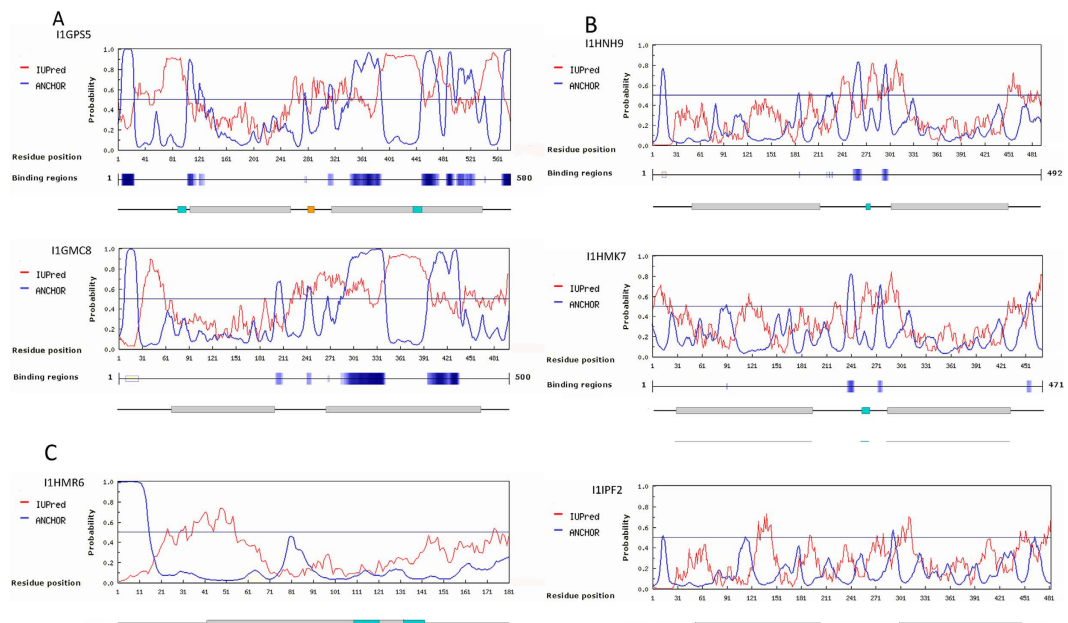 A
I1GPS5
IUPred
ANCHOR
Probability
1.0
0.8
0.6
0.4
0.2
0.0
Residue position
1 41 81 121 161 201 241 281 321 361 401 441 481 521 561
Binding regions 1 580
I1GMC8
IUPred
ANCHOR
Probability
1.0
0.8
0.6
0.4
0.2
0.0
Residue position
1 31 61 91 121 151 181 211 241 271 301 331 361 391 421 451 481
Binding regions 1 500
C
I1HMR6
IUPred
ANCHOR
Probability
1.0
0.8
0.6
0.4
0.2
0.0
Residue position
1 11 21 31 41 51 61 71 81 91 101 111 121 131 141 151 161 171 181
B
I1HNH9
IUPred
ANCHOR
Probability
1.0
0.8
0.6
0.4
0.2
0.0
Residue position
1 31 61 91 121 151 181 211 241 271 301 331 361 391 421 451 481
Binding regions 1 492
I1HMK7
IUPred
ANCHOR
Probability
1.0
0.8
0.6
0.4
0.2
0.0
Residue position
1 31 61 91 121 151 181 211 241 271 301 331 361 391 421 451
Binding regions 1 471
I1IPF2
IUPred
ANCHOR
Probability
1.0
0.8
0.6
0.4
0.2
0.0
Residue position
1 31 61 91 121 151 181 211 241 271 301 331 361 391 421 451 481